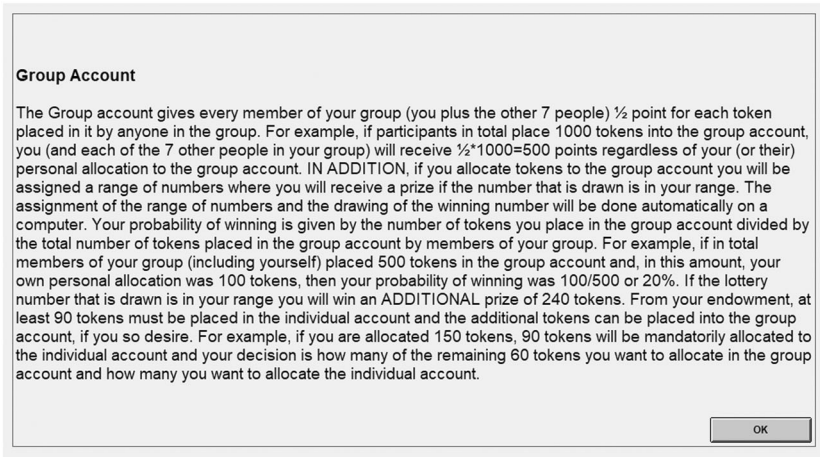 Group Account
The Group account gives every member of your group (you plus the other 7 people) ½ point for each token
placed in it by anyone in the group. For example, if participants in total place 1000 tokens into the group account,
you (and each of the 7 other people in your group) will receive ½*1000=500 points regardless of your (or their)
personal allocation to the group account. IN ADDITION, if you allocate tokens to the group account you will be
assigned a range of numbers where you will receive a prize if the number that is drawn is in your range. The
assignment of the range of numbers and the drawing of the winning number will be done automatically on a
computer. Your probability of winning is given by the number of tokens you place in the group account divided by
the total number of tokens placed in the group account by members of your group. For example, if in total
members of your group (including yourself) placed 500 tokens in the group account and, in this amount, your
own personal allocation was 100 tokens, then your probability of winning was 100/500 or 20%. If the lottery
number that is drawn is in your range you will win an ADDITIONAL prize of 240 tokens. From your endowment, at
least 90 tokens must be placed in the individual account and the additional tokens can be placed into the group
account, if you so desire. For example, if you are allocated 150 tokens, 90 tokens will be mandatorily allocated to
the individual account and your decision is how many of the remaining 60 tokens you want to allocate in the group
account and how many you want to allocate the individual account.
OK